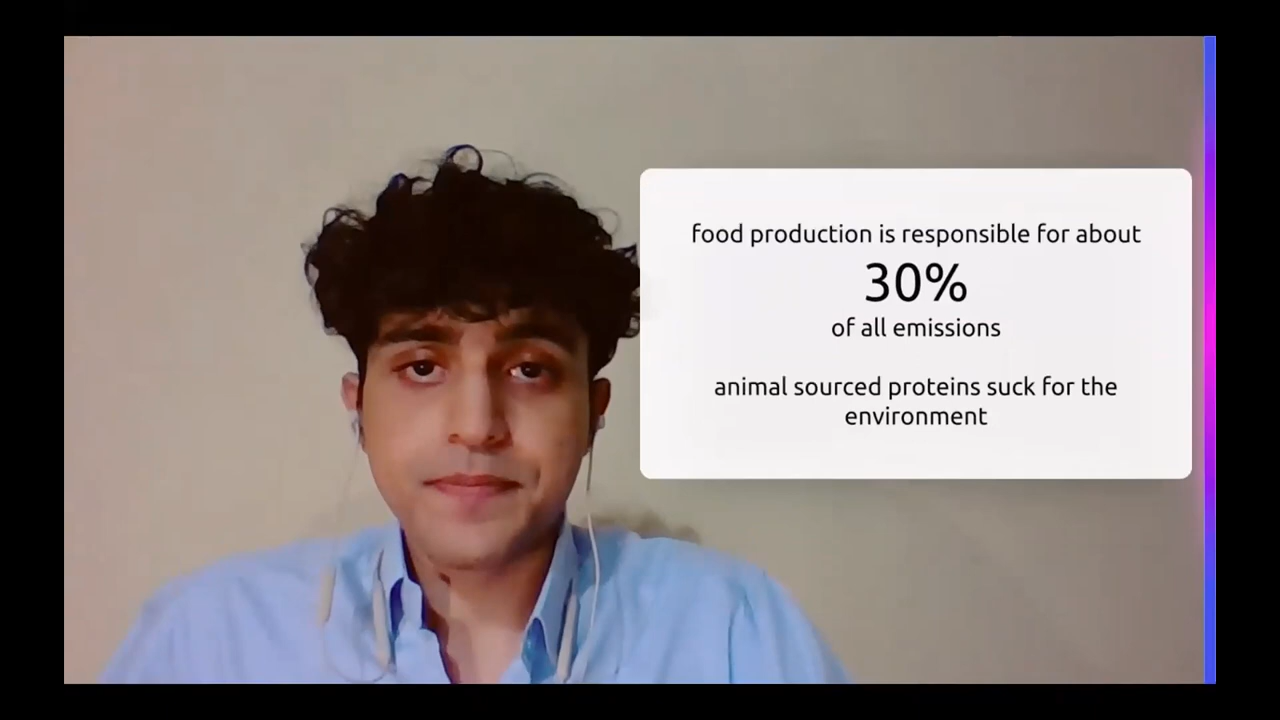 food production is responsible for about
30%
of all emissions
animal sourced proteins suck for the
environment